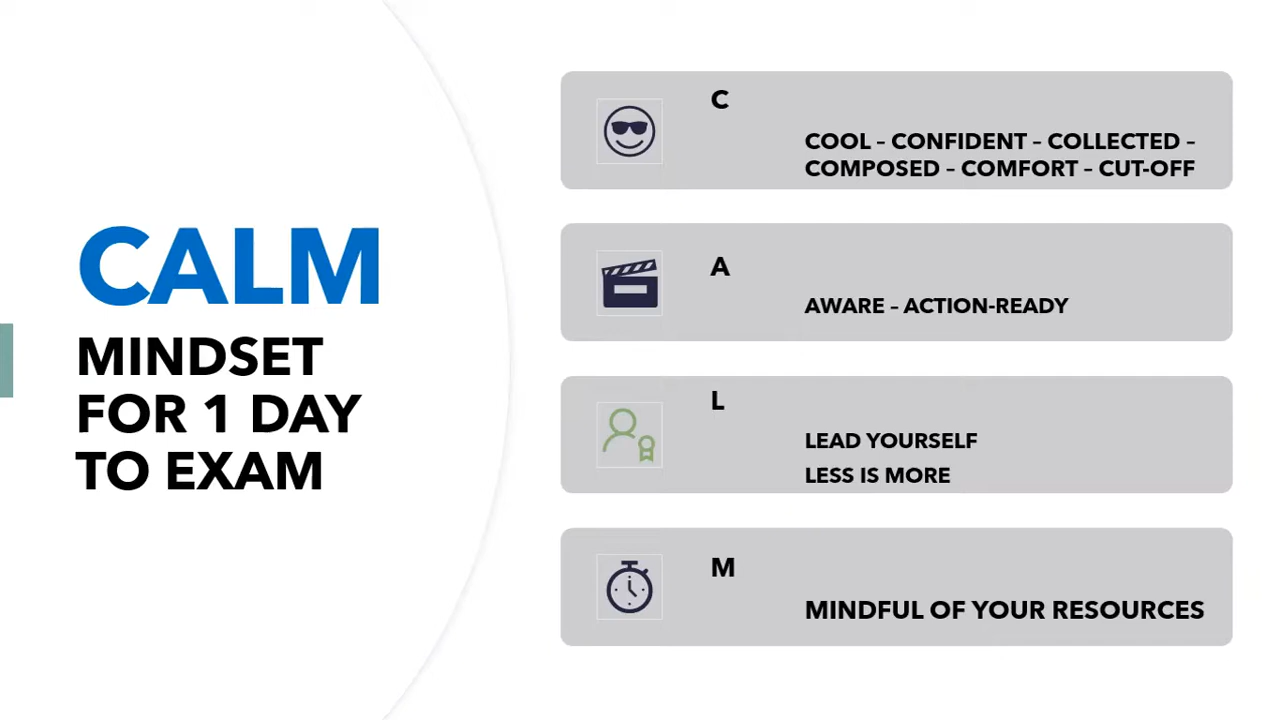 CALM
MINDSET
FOR 1 DAY
TO EXAM
C
COOL – CONFIDENT – COLLECTED –
COMPOSED – COMFORT – CUT-OFF
A
AWARE – ACTION-READY
L
LEAD YOURSELF
LESS IS MORE
M
MINDFUL OF YOUR RESOURCES